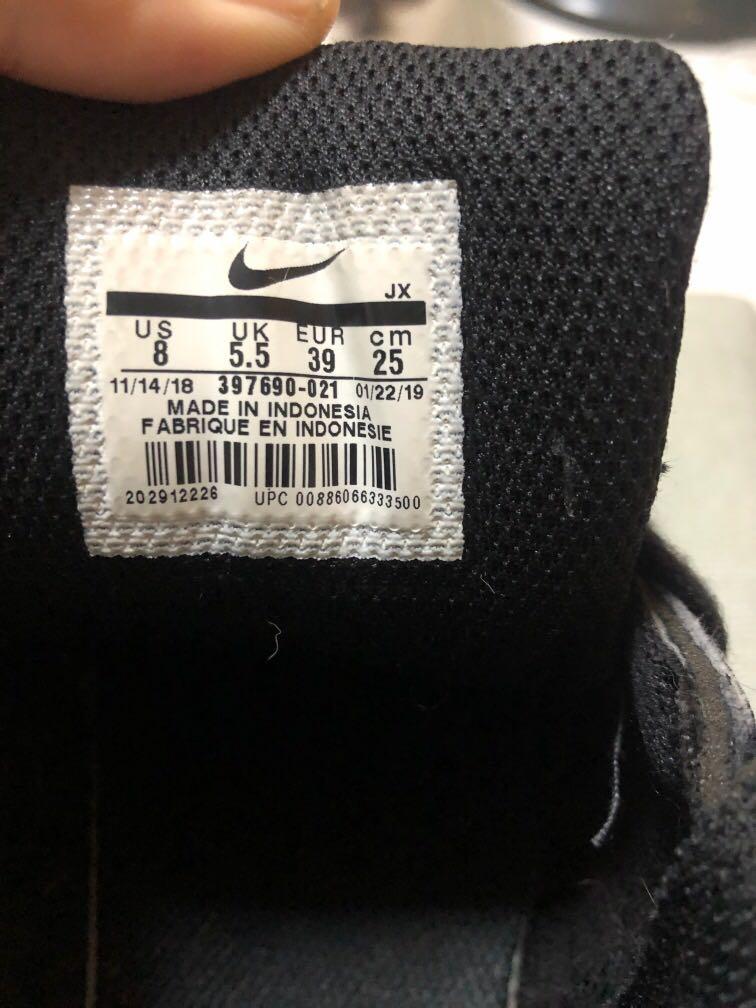 JX
US UK EUR cm
8 5.5 39 25
11/14/18 397690-021 01/22/19
MADE IN INDONESIA
FABRIQUE EN INDONESIE
202912226 UPC 00886066333500